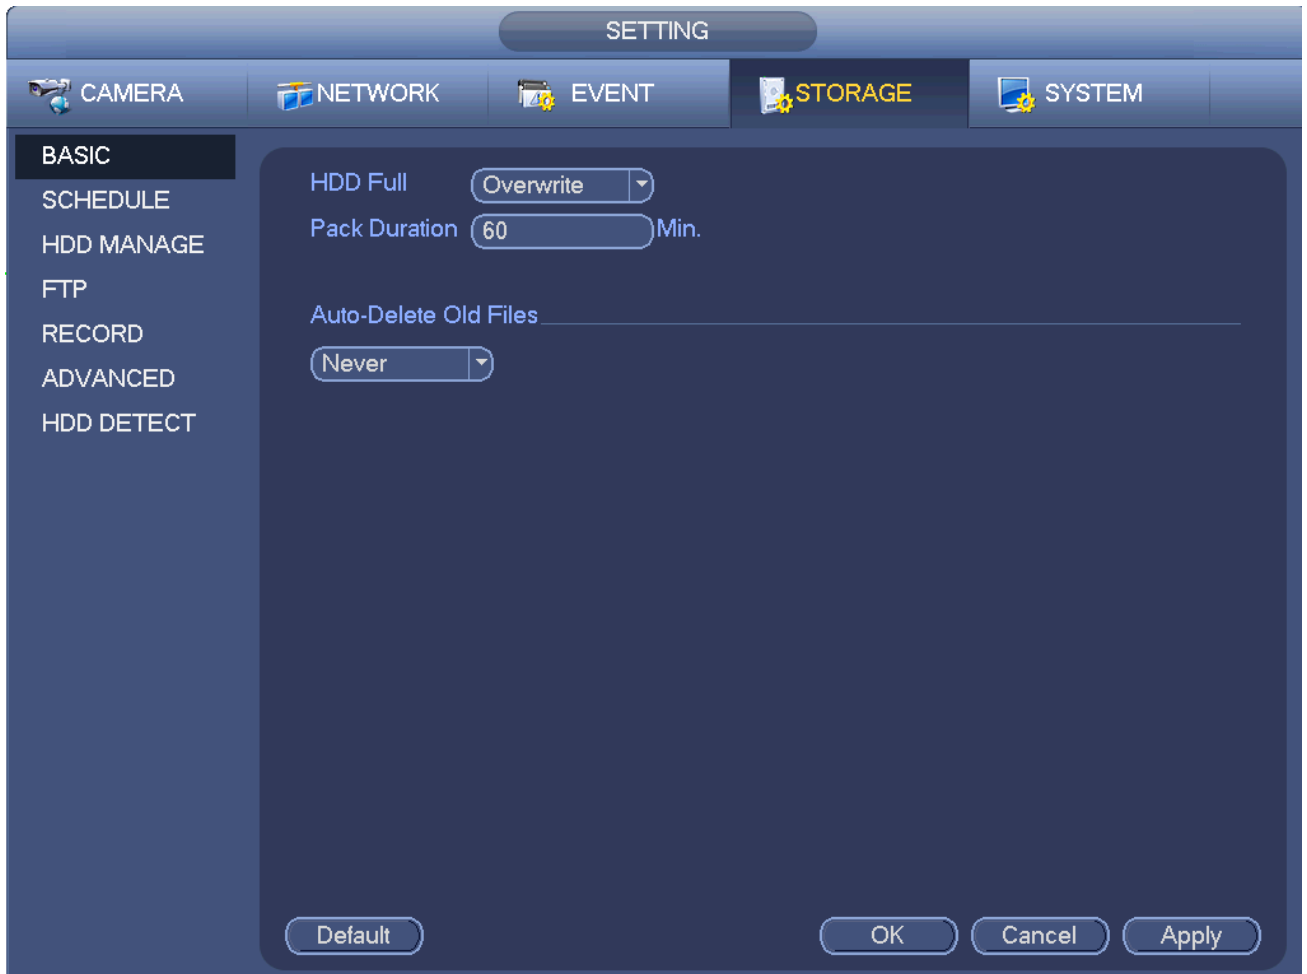 SETTING
CAMERA NETWORK EVENT STORAGE SYSTEM
BASIC
SCHEDULE
HDD MANAGE
FTP
RECORD
ADVANCED
HDD DETECT
HDD Full Overwrite
Pack Duration 60 Min.
Auto-Delete Old Files
Never
Default OK Cancel Apply